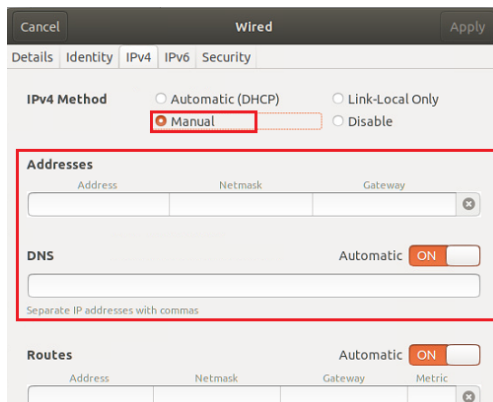 Cancel Wired Apply
Details Identity IPv4 IPv6 Security
IPv4 Method Automatic (DHCP) Link-Local Only
Manual Disable
Addresses
Address Netmask Gateway
DNS Automatic ON
Separate IP addresses with commas
Routes Automatic ON
Address Netmask Gateway Metric